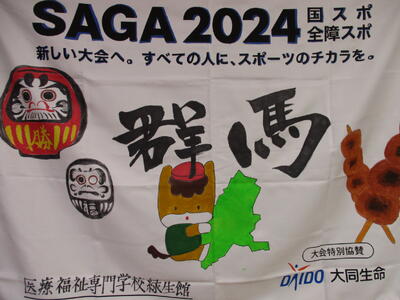 SAGA 2024 国スポ
全障スポ
新しい大会へ。すべての人に、スポーツのチカラを。
勝
群馬
大会特別協賛
DAIDO 大同生命
医療福祉専門学校緑生館